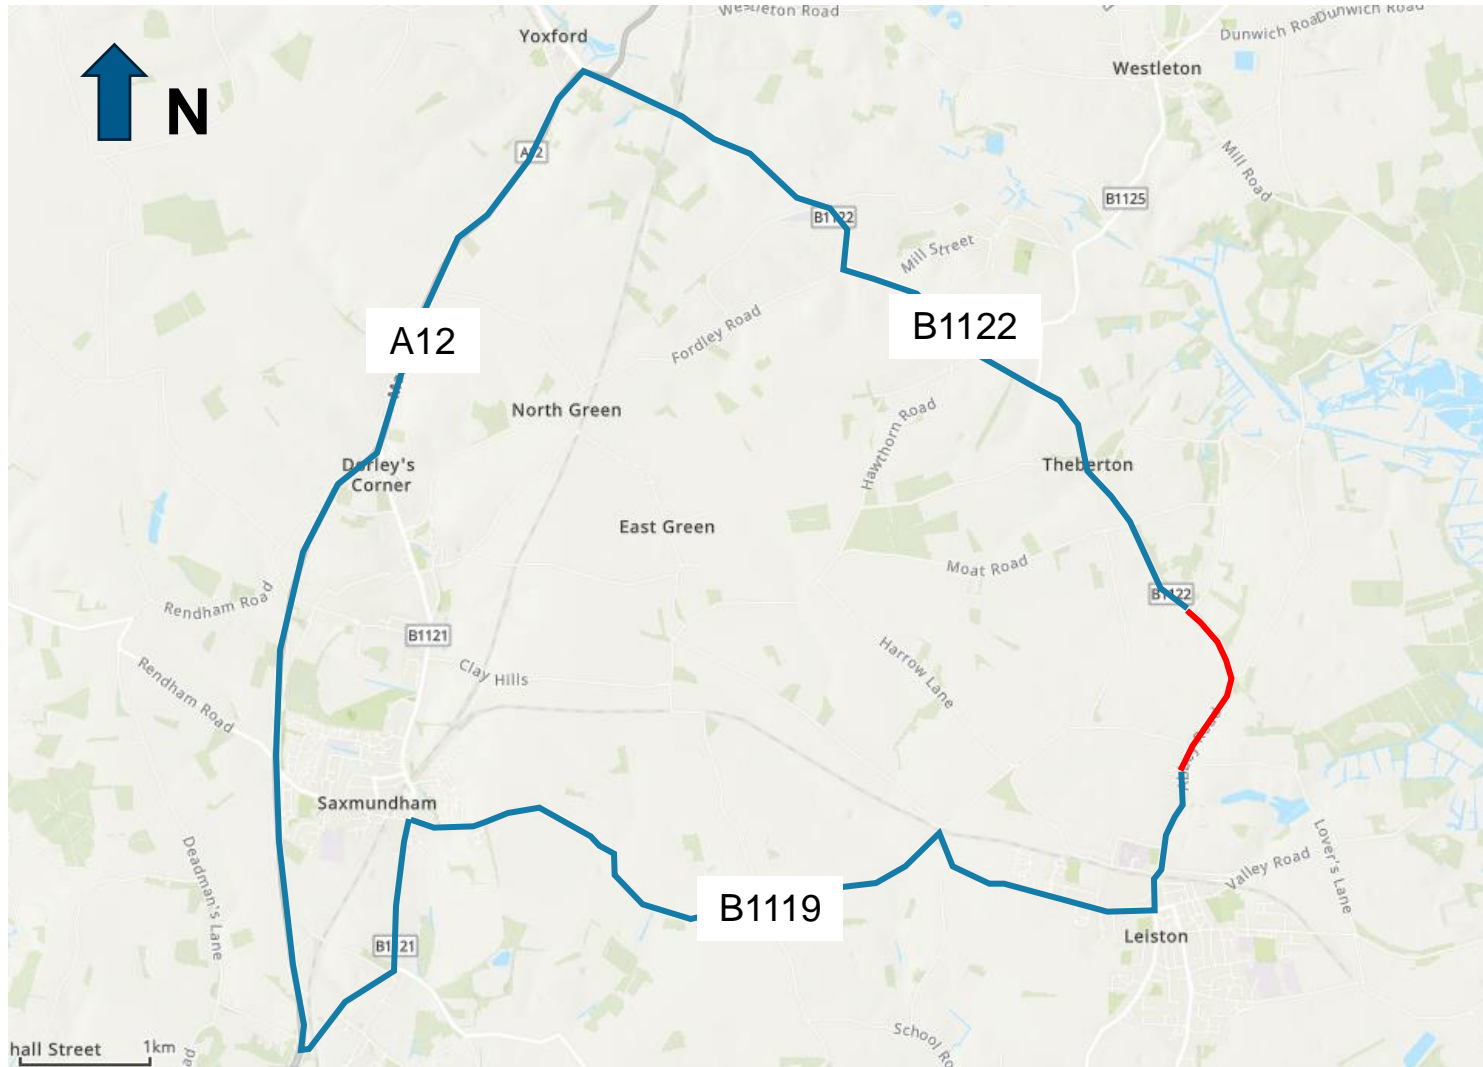 Westleton Road
Dunwich Road
Dunwich Road
Yoxford
Westleton
N
A12
Mill Road
B1125
B1122
Mill Street
A12
B1122
Fordley Road
North Green
Hawthorn Road
Darley's
Corner
Theberton
East Green
Moat Road
Rendham Road
B1122
B1121
Harrow Lane
Clay Hills
Rendham Road
Saxmundham
Valley Road
Lover's Lane
Deadman's Lane
B1119
Leiston
B1121
School Ro
hall Street
1km